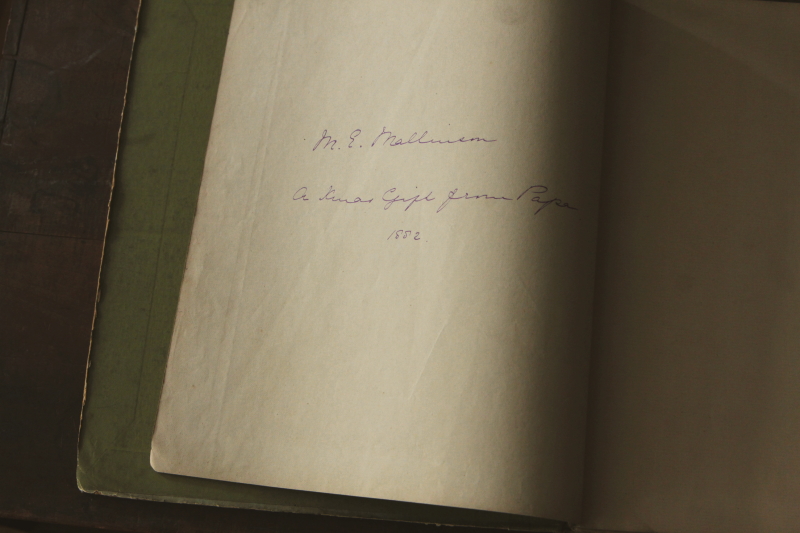 M. E. Mallinson
A Xmas Gift from Papa
1882.